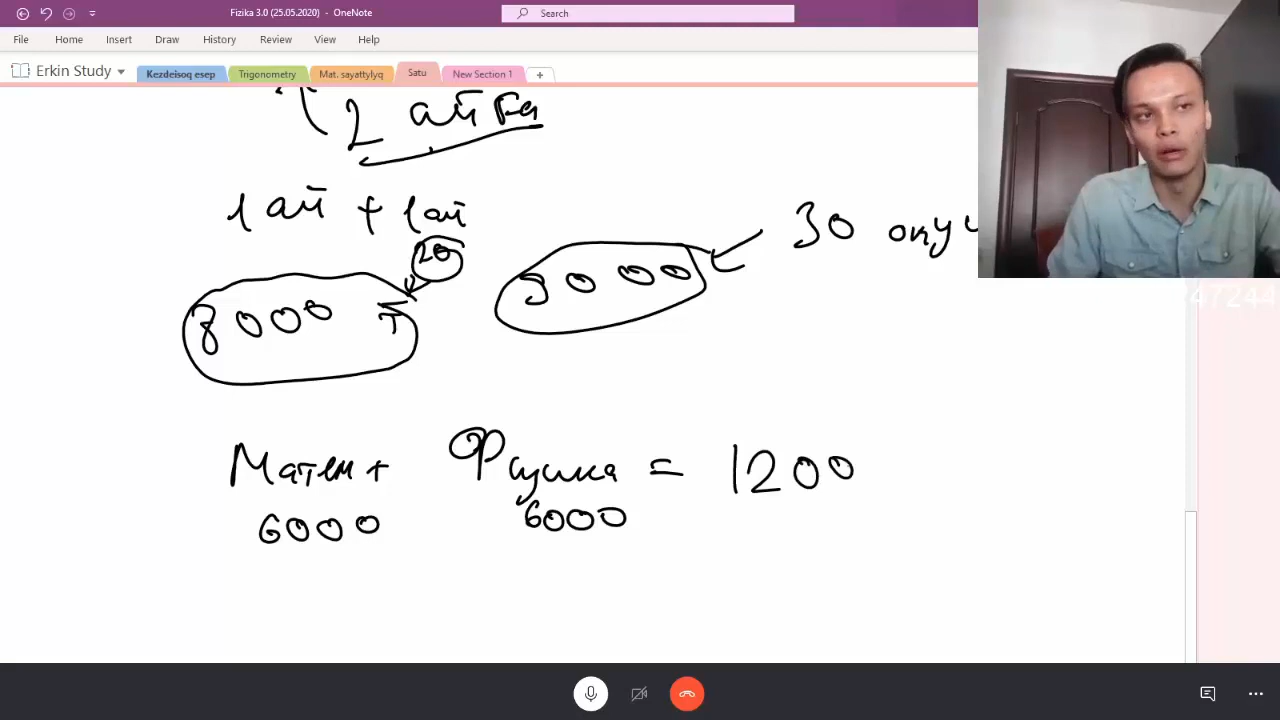 Fizika 3.0 (25.05.2020) - OneNote
Search
File Home Insert Draw History Review View Help
Erkin Study
Kezdeisoq esep Trigonometry Mat. sayattylyq Satu New Section 1 +
2 айға
1 ай + 1 ай
30 оқу
20
8000 ₸
9000
Матем + Физика = 1200
6000 6000
47244